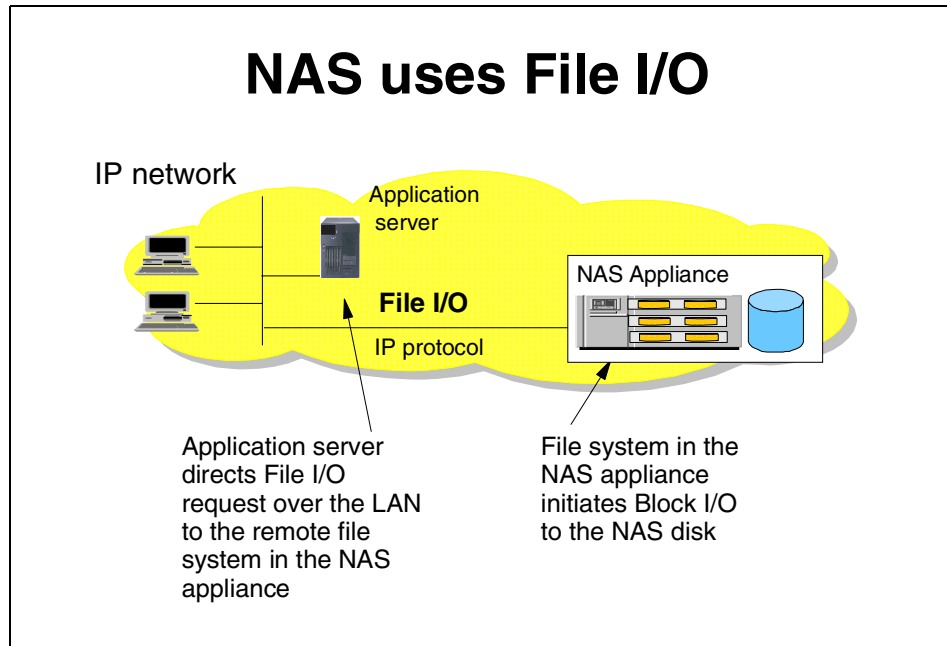 NAS uses File I/O
IP network
Application
server
NAS Appliance
File I/O
IP protocol
Application server
directs File I/O
request over the LAN
to the remote file
system in the NAS
appliance
File system in the
NAS appliance
initiates Block I/O
to the NAS disk